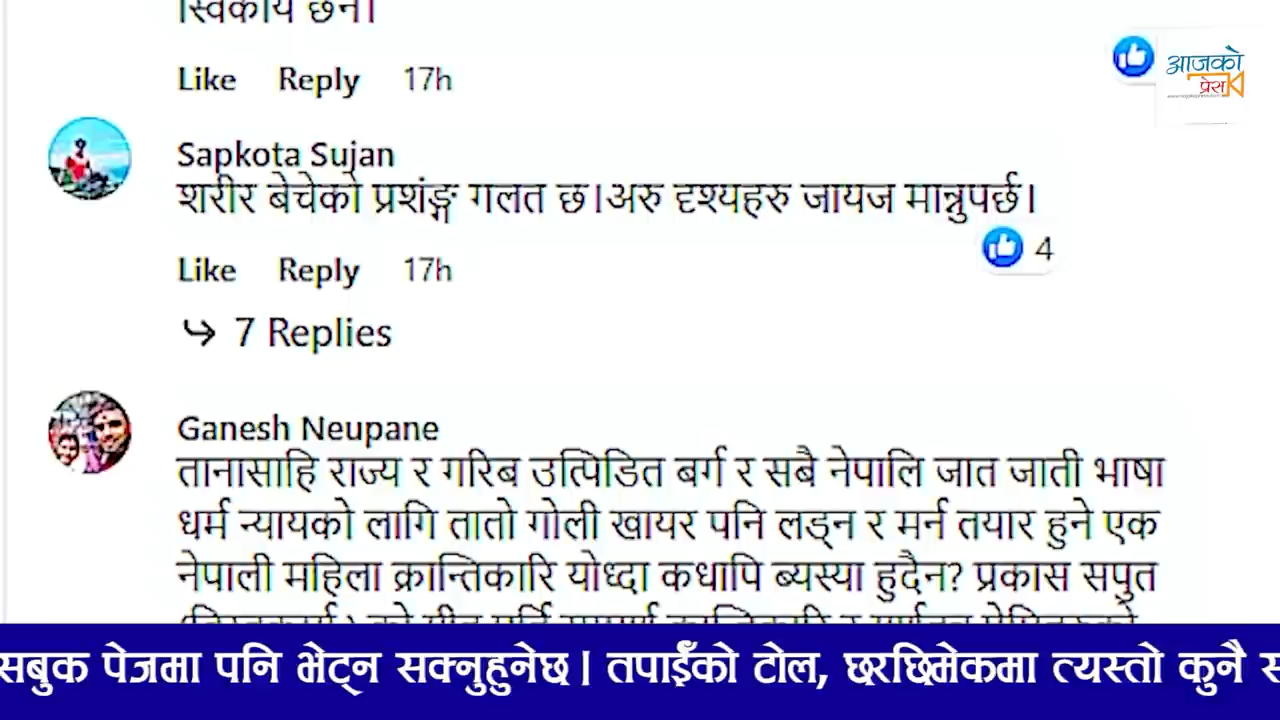 स्विकार्य छैन।
Like Reply 17h
आजको
प्रेस
Sapkota Sujan
शरीर बेचेको प्रशंङ्ग गलत छ।अरु दृश्यहरु जायज मान्नुपर्छ।
4
Like Reply 17h
7 Replies
Ganesh Neupane
तानासाहि राज्य र गरिब उत्पिडित बर्ग र सबै नेपालि जात जाती भाषा
धर्म न्यायको लागि तातो गोली खायर पनि लड्न र मर्न तयार हुने एक
नेपाली महिला क्रान्तिकारि योध्दा कधापि ब्यस्या हुदैन? प्रकास सपुत
सबुक पेजमा पनि भेट्न सक्नुहुनेछ। तपाईँको टोल, छरछिमेकमा त्यस्तो कुनै